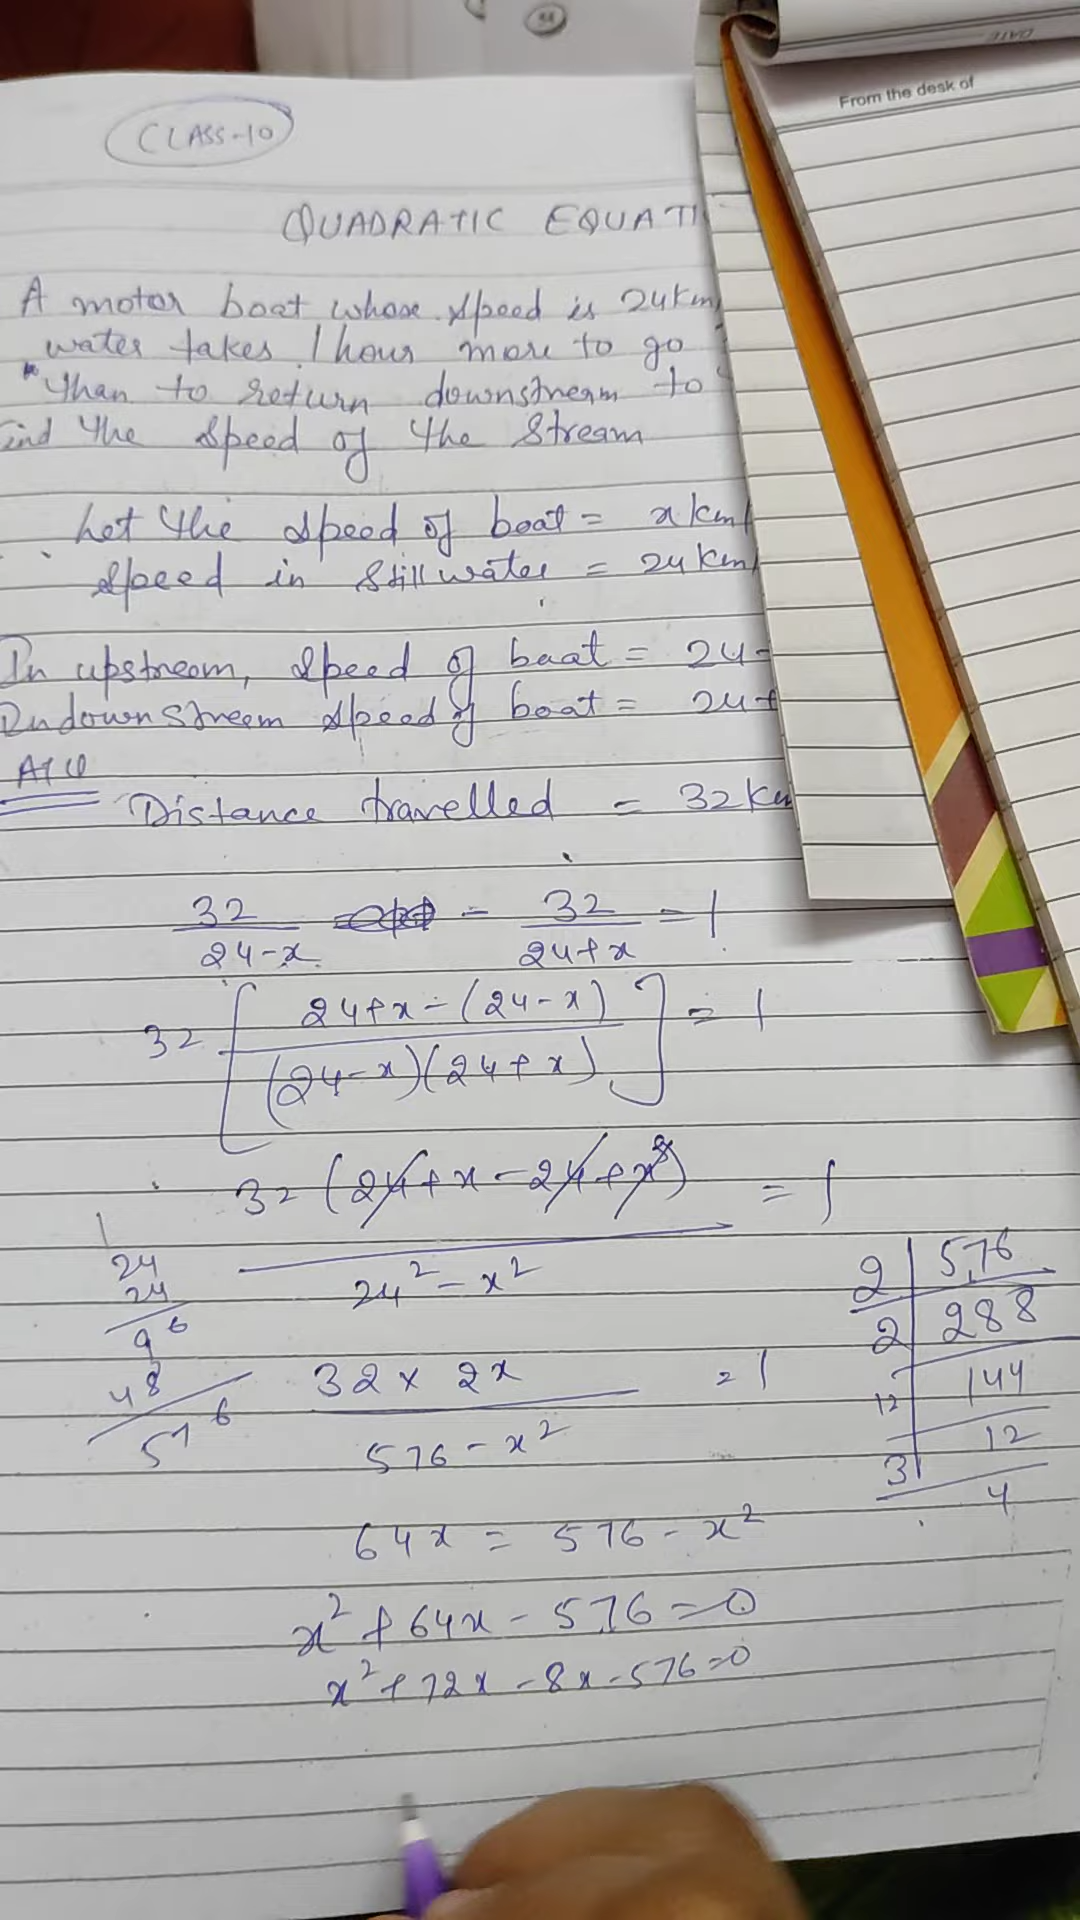 DATE
From the desk of
CLASS-10
QUADRATIC EQUATI
A motor boat whose speed is 24km/
water takes 1 hour more to go
than to return downstream to
ind the speed of the stream
Let the speed of boat = x km/
speed in still water = 24 km/
In upstream, speed of boat = 24-
In downstream speed of boat = 24+
ATQ
Distance travelled = 32 km
32 - 32 = 1
24-x 24+x
32 [ 24+x-(24-x) ] = 1
(24-x)(24+x)
32 (24+x-24+x) = 1
24² - x²
24
24
96
48
576
2 | 576
2 | 288
12 | 144
3 | 12
4
32 x 2x = 1
576 - x²
64x = 576 - x²
x² + 64x - 576 = 0
x² + 72x - 8x - 576 = 0